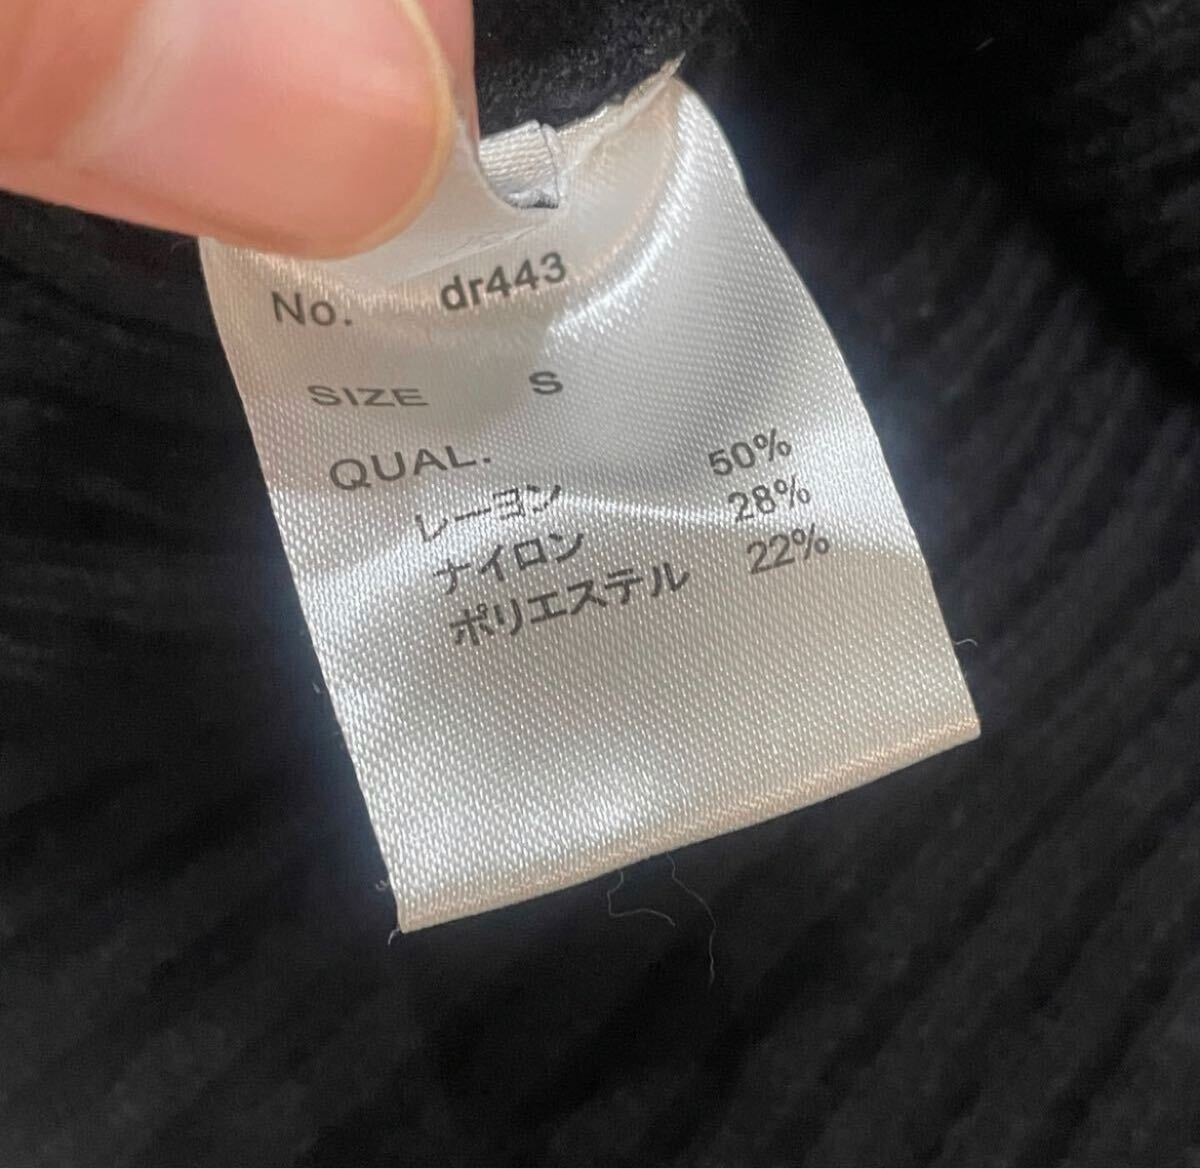 No. dr443
SIZE S
QUAL.
レーヨン 50%
ナイロン 28%
ポリエステル 22%